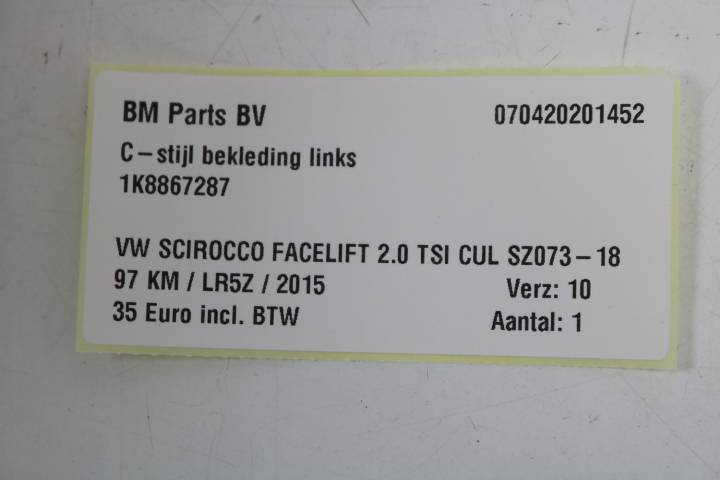 BM Parts BV 070420201452
C-stijl bekleding links
1K8867287
VW SCIROCCO FACELIFT 2.0 TSI CUL SZ073-18
97 KM / LR5Z / 2015 Verz: 10
35 Euro incl. BTW Aantal: 1